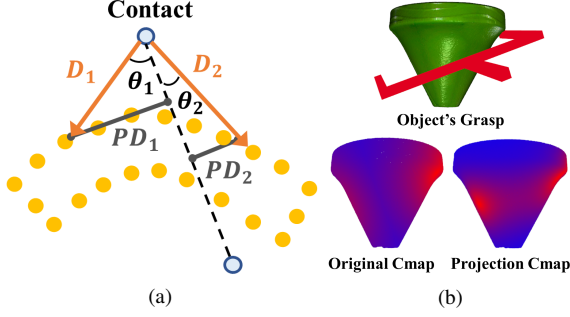 Contact
D₁
D₂
θ₁
θ₂
PD₁
PD₂
(a)
Object's Grasp
Original Cmap
Projection Cmap
(b)